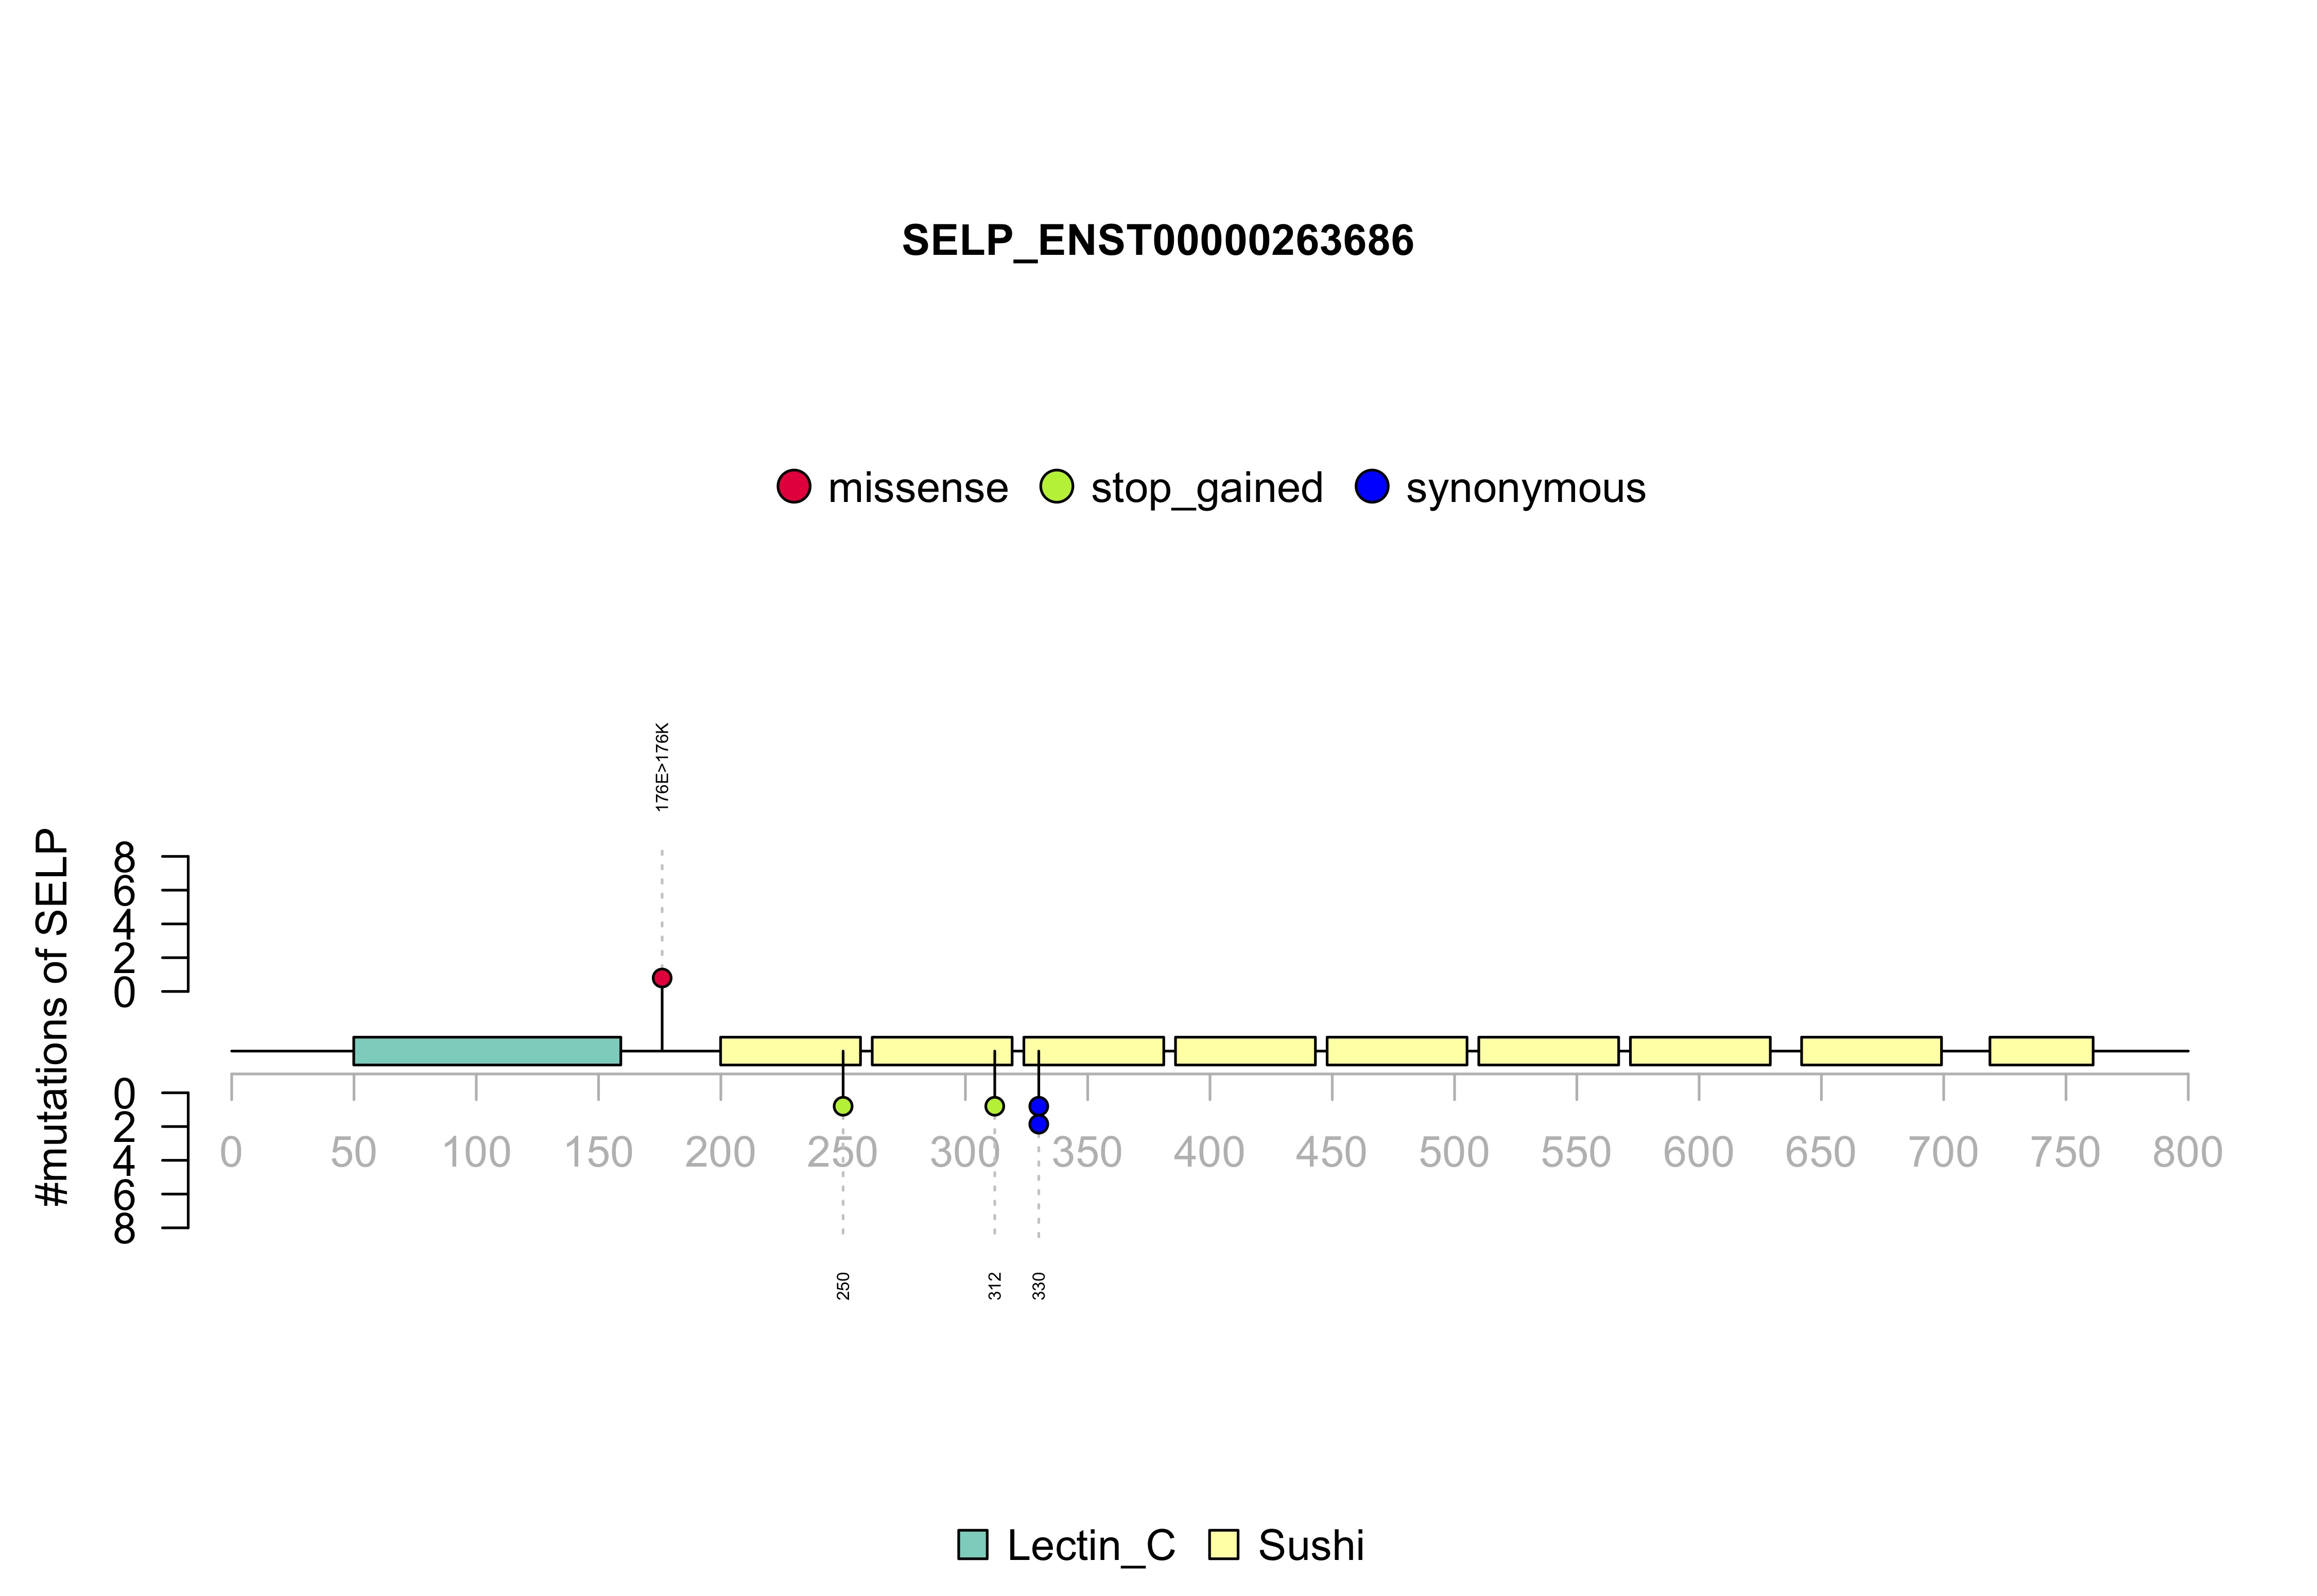 SELP_ENST00000263686
missense stop_gained synonymous
176E>176K
#mutations of SELP
8
6
4
2
0
0
2
4
6
8
0 50 100 150 200 250 300 350 400 450 500 550 600 650 700 750 800
250 312 330
Lectin_C Sushi